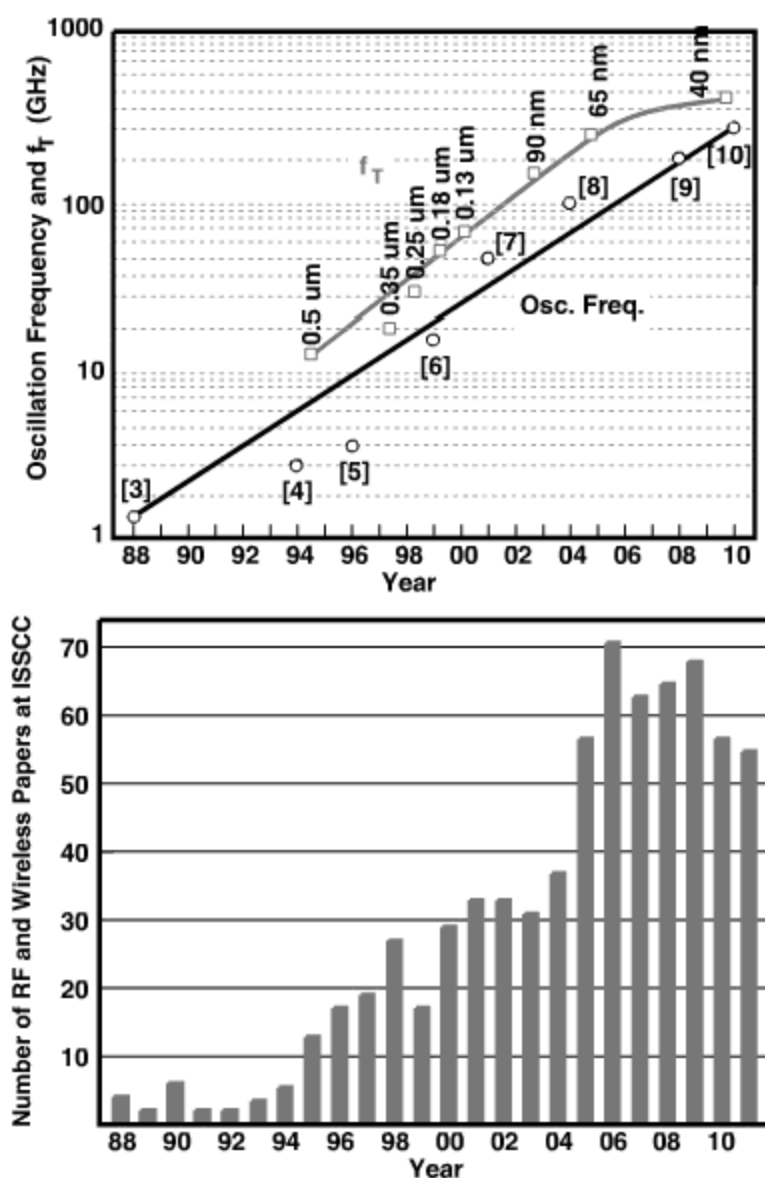 Oscillation Frequency and fT (GHz)
1000
100
10
1
fT
0.5 um
0.35 um
0.25 um
0.18 um
0.13 um
90 nm
65 nm
40 nm
[3]
[4]
[5]
[6]
[7]
[8]
[9]
[10]
Osc. Freq.
88 90 92 94 96 98 00 02 04 06 08 10
Year
Number of RF and Wireless Papers at ISSCC
70
60
50
40
30
20
10
88 90 92 94 96 98 00 02 04 06 08 10
Year